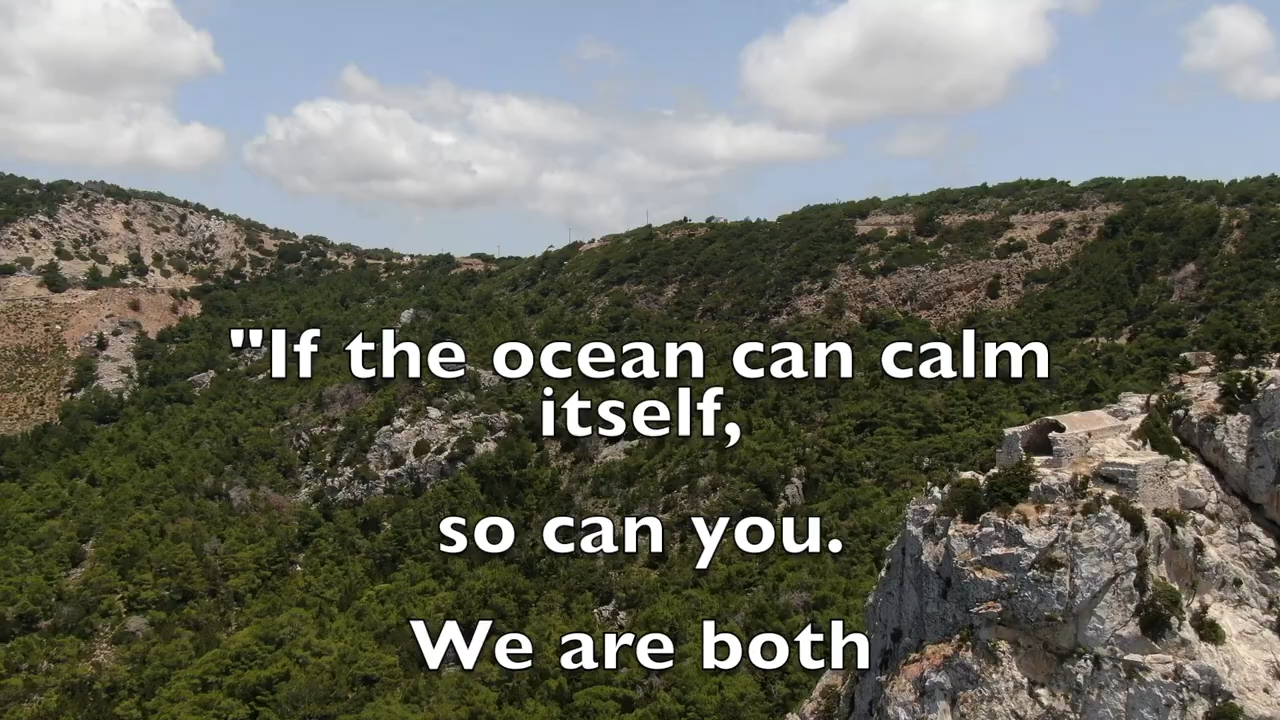 "If the ocean can calm
itself,
so can you.
We are both